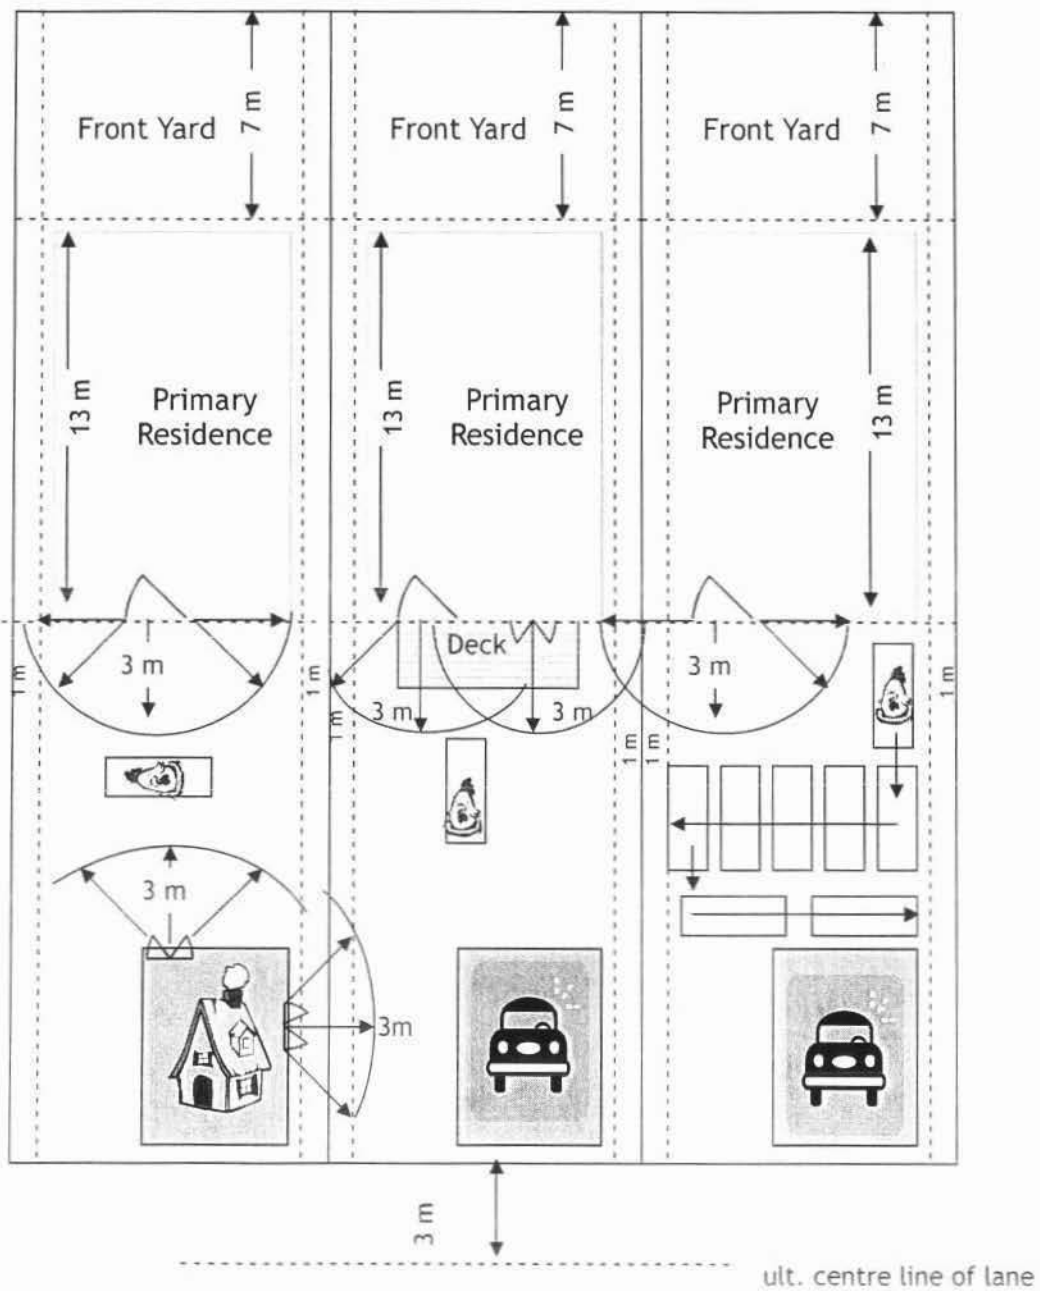 7 m
7 m
7 m
Front Yard
Front Yard
Front Yard
13 m
13 m
13 m
Primary
Residence
Primary
Residence
Primary
Residence
Deck
3 m
3 m
1 m
1 m
1 m
3 m
3 m
1 m
1 m
1 m
3 m
3m
3 m
ult. centre line of lane